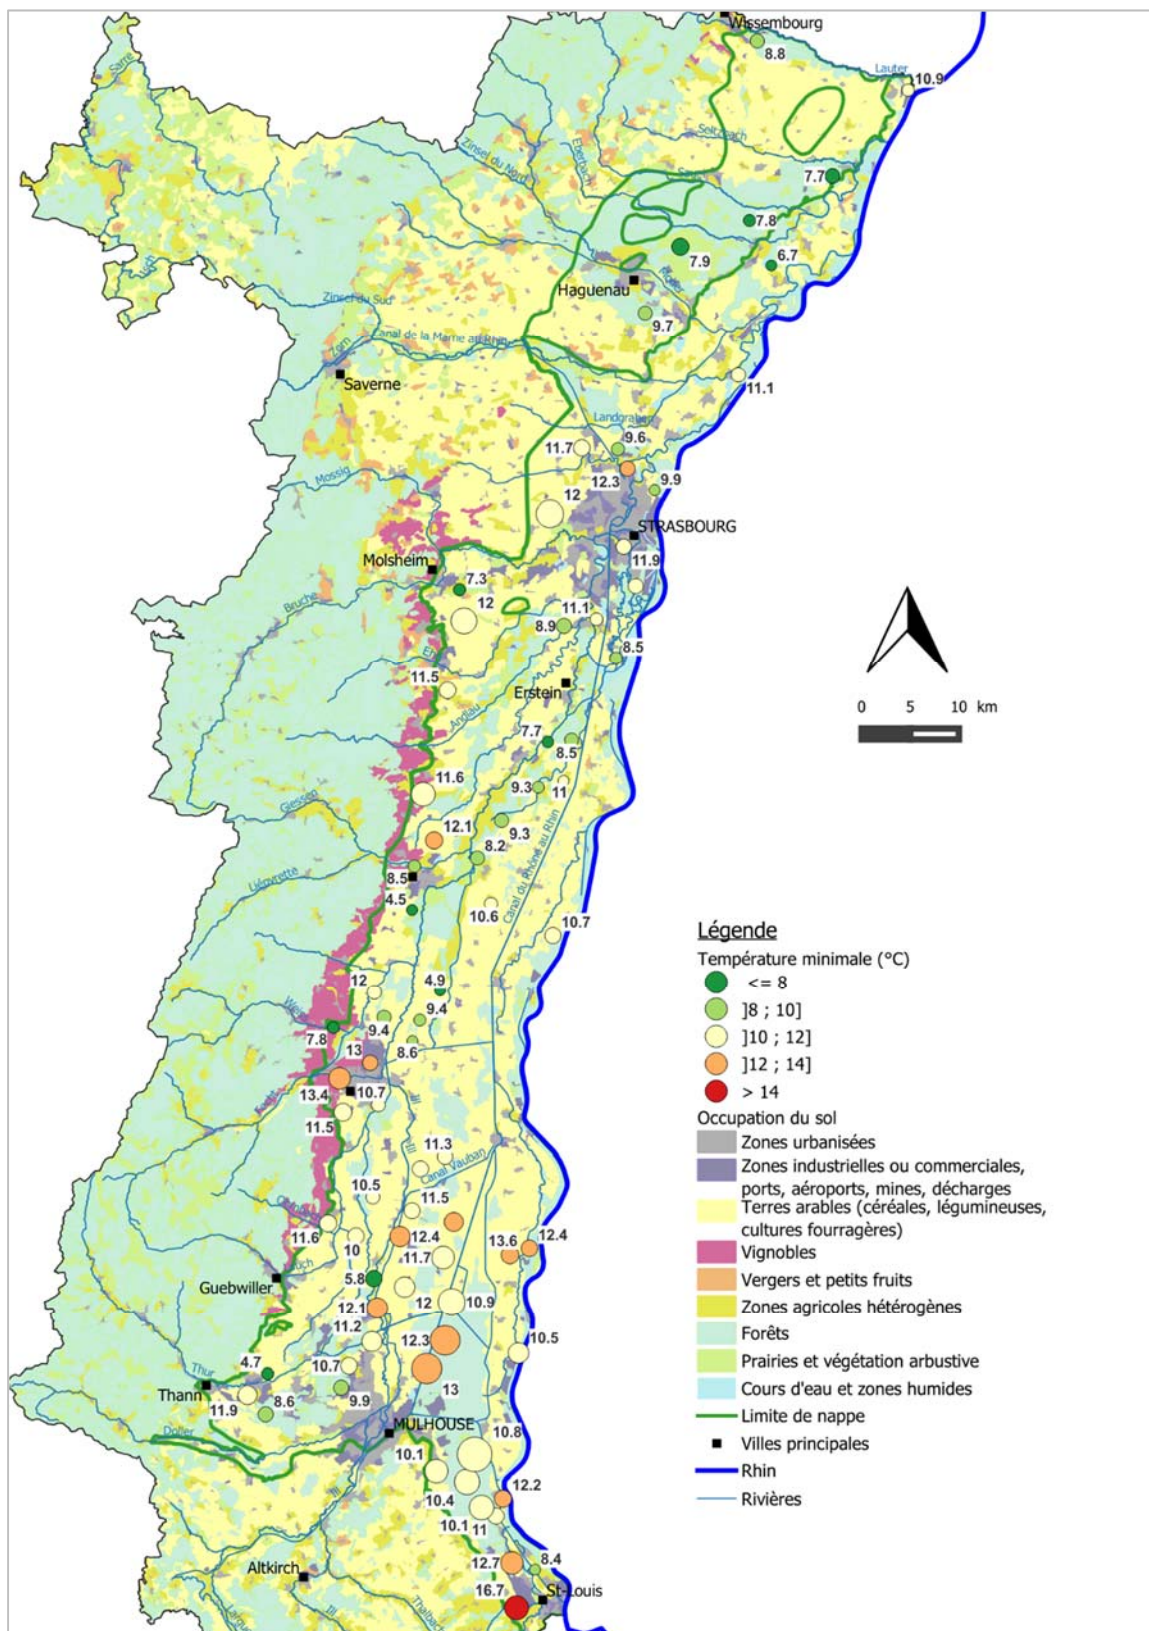 Wissembourg
8.8
Lauter
10.9
Sarre
Seltzbach
Eberbach
Zinsel du Nord
7.7
7.8
7.9
6.7
Moder
Haguenau
9.7
Zinsel du Sud
Canal de la Marne au Rhin
Zorn
Saverne
11.1
Landgraben
9.6
11.7
12.3
9.9
Mossig
12
STRASBOURG
Molsheim
11.9
7.3
Bruche
12
11.1
8.9
8.5
11.5
Erstein
Andlau
7.7
8.5
11.6
9.3
11
Giessen
12.1
9.3
8.2
Liépvrette
8.5
Canal du Rhône au Rhin
4.5
10.6
10.7
12
4.9
Weiss
9.4
9.4
7.8
13
8.6
13.4
10.7
Fecht
11.5
Ill
11.3
Canal Vauban
10.5
11.5
11.6
10
12.4
13.6
12.4
11.7
Guebwiller
5.8
12
10.9
12.1
11.2
12.3
10.5
4.7
10.7
Thur
Thann
11.9
8.6
9.9
13
MULHOUSE
Doller
10.8
10.1
10.4
12.2
10.1
11
Ill
12.7
8.4
Altkirch
16.7
St-Louis
Ill
Thalbach
0 5 10 km
Légende
Température minimale (°C)
<= 8
]8 ; 10]
]10 ; 12]
]12 ; 14]
> 14
Occupation du sol
Zones urbanisées
Zones industrielles ou commerciales,
ports, aéroports, mines, décharges
Terres arables (céréales, légumineuses,
cultures fourragères)
Vignobles
Vergers et petits fruits
Zones agricoles hétérogènes
Forêts
Prairies et végétation arbustive
Cours d'eau et zones humides
Limite de nappe
Villes principales
Rhin
Rivières